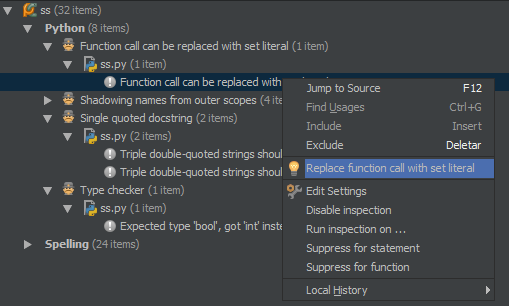 ss (32 items)
Python (8 items)
Function call can be replaced with set literal (1 item)
ss.py (1 item)
Function call can be replaced with
Shadowing names from outer scopes (4 ite
Single quoted docstring (2 items)
ss.py (2 items)
Triple double-quoted strings shou
Triple double-quoted strings shou
Type checker (1 item)
ss.py (1 item)
Expected type 'bool', got 'int' inste
Spelling (24 items)
Jump to Source F12
Find Usages Ctrl+G
Include Insert
Exclude Deletar
Replace function call with set literal
Edit Settings
Disable inspection
Run inspection on ...
Suppress for statement
Suppress for function
Local History